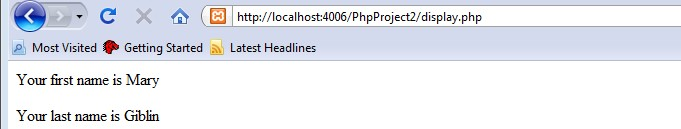 http://localhost:4006/PhpProject2/display.php
Most Visited Getting Started Latest Headlines
Your first name is Mary
Your last name is Giblin